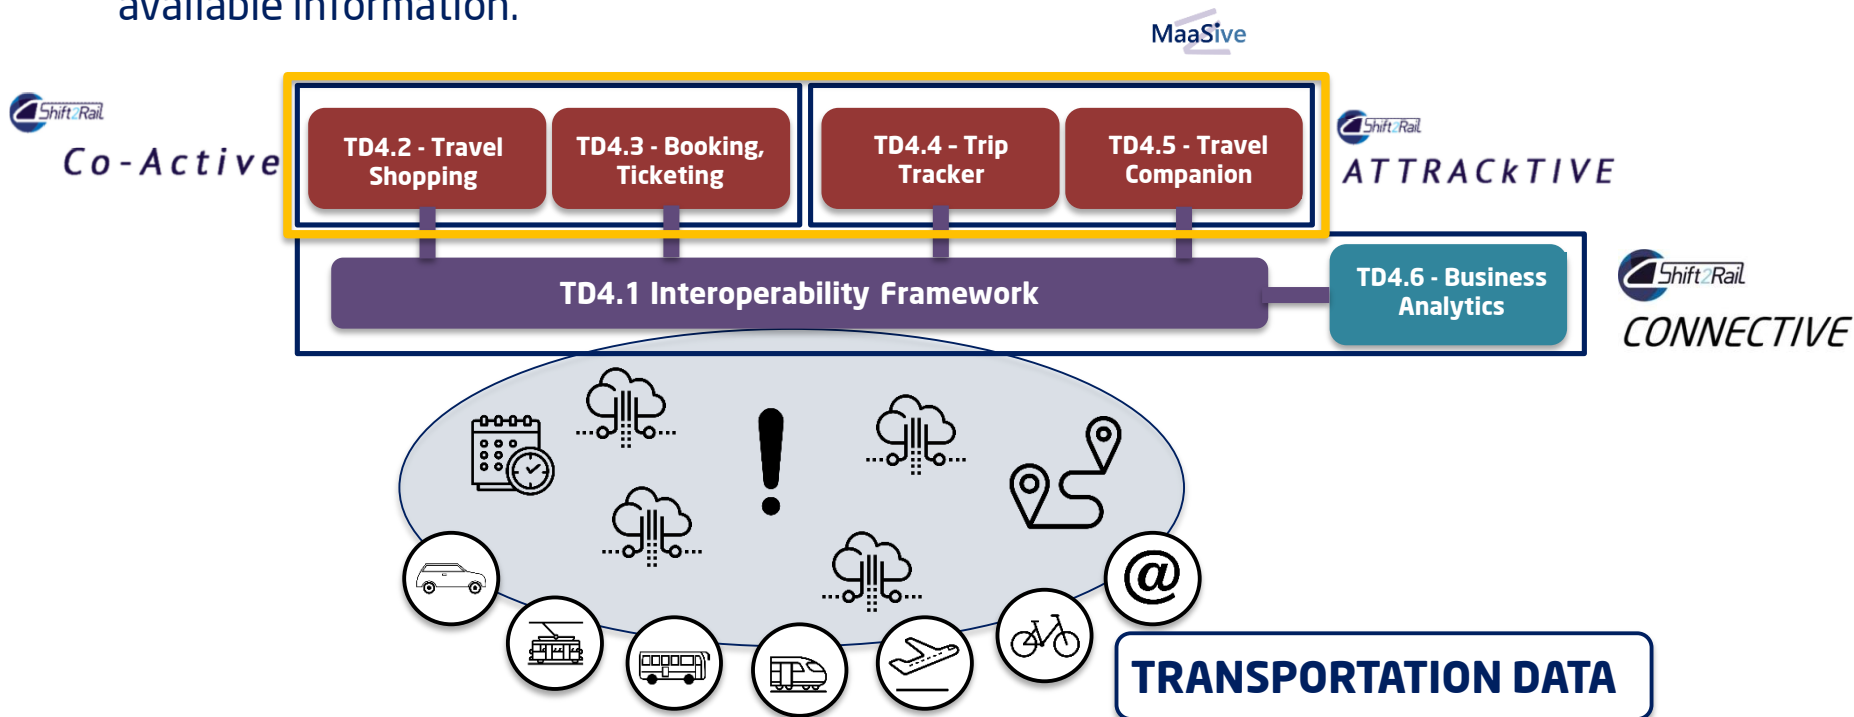 available information.
MaaSive
Shift2Rail
Co-Active
TD4.2 - Travel
Shopping
TD4.3 - Booking,
Ticketing
TD4.4 – Trip
Tracker
TD4.5 - Travel
Companion
Shift2Rail
ATTRACkTIVE
TD4.1 Interoperability Framework
TD4.6 - Business
Analytics
Shift2Rail
CONNECTIVE
@
TRANSPORTATION DATA